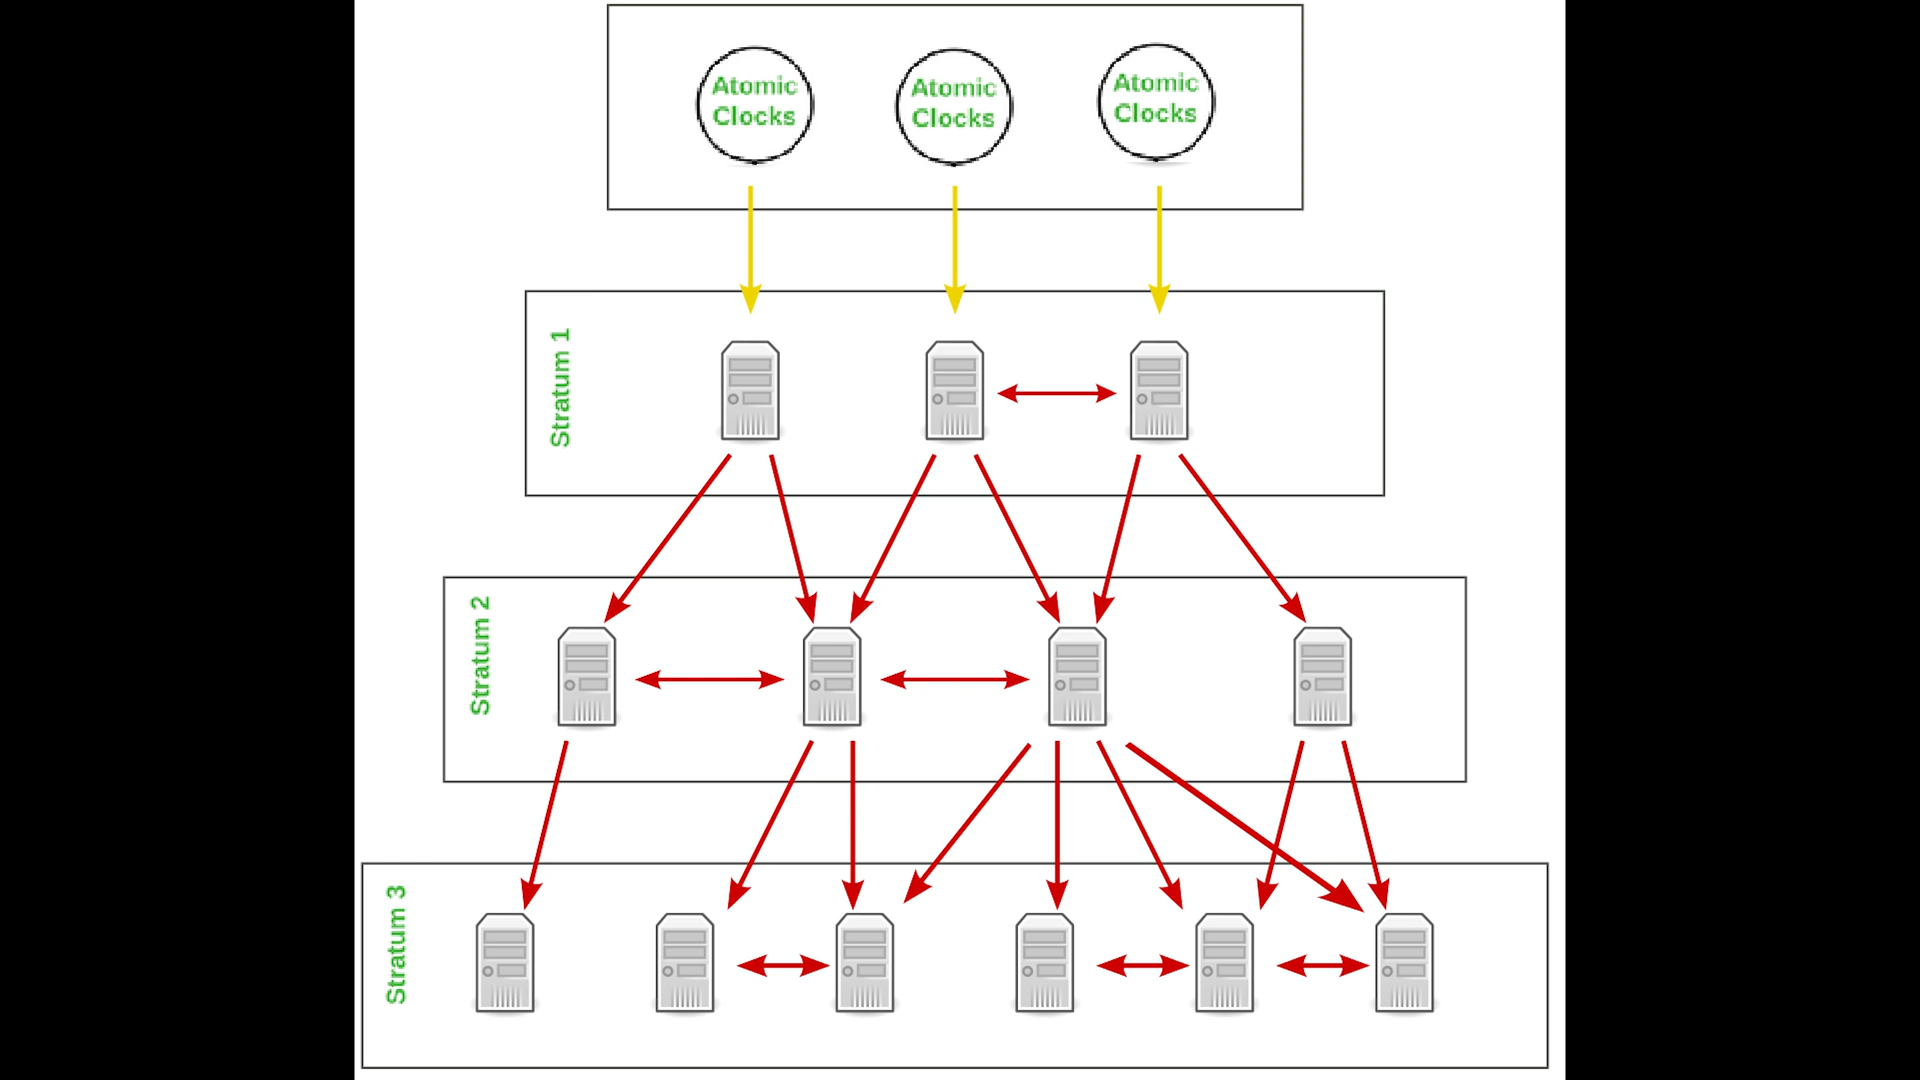 Atomic
Clocks
Atomic
Clocks
Atomic
Clocks
Stratum 1
Stratum 2
Stratum 3